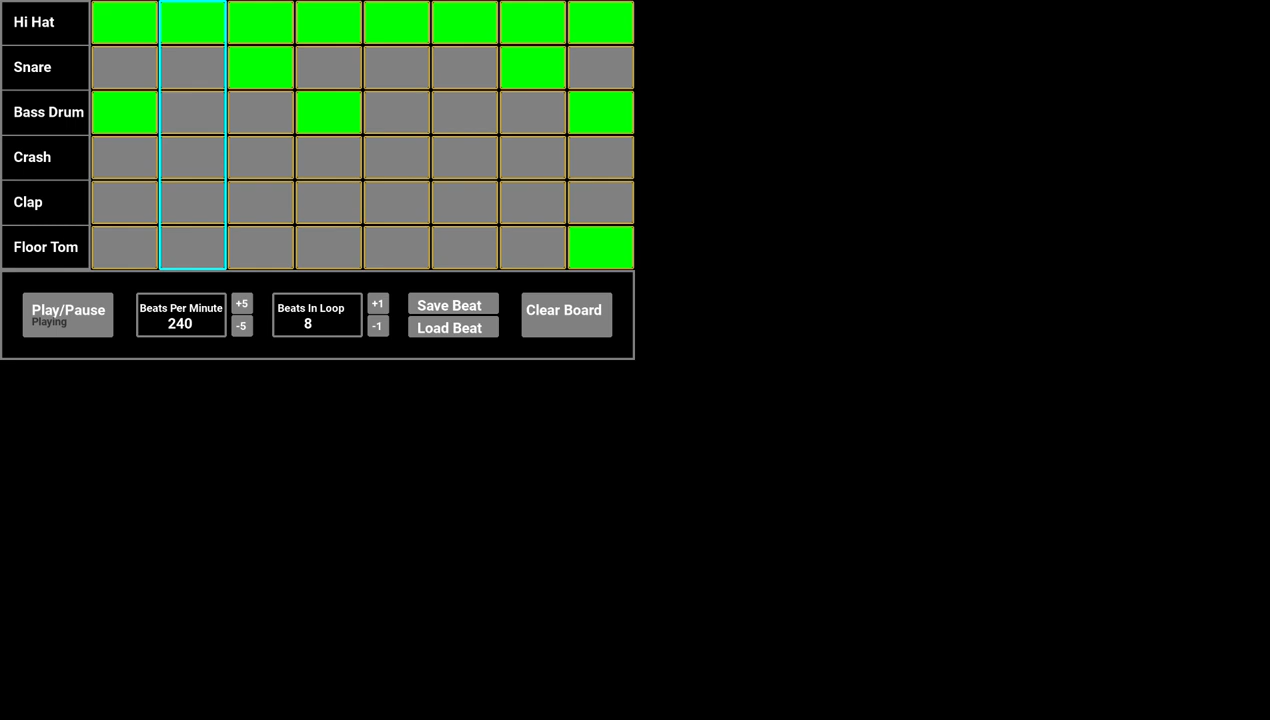 Hi Hat
Snare
Bass Drum
Crash
Clap
Floor Tom
Play/Pause
Playing
Beats Per Minute
240
+5
-5
Beats In Loop
8
+1
-1
Save Beat
Load Beat
Clear Board